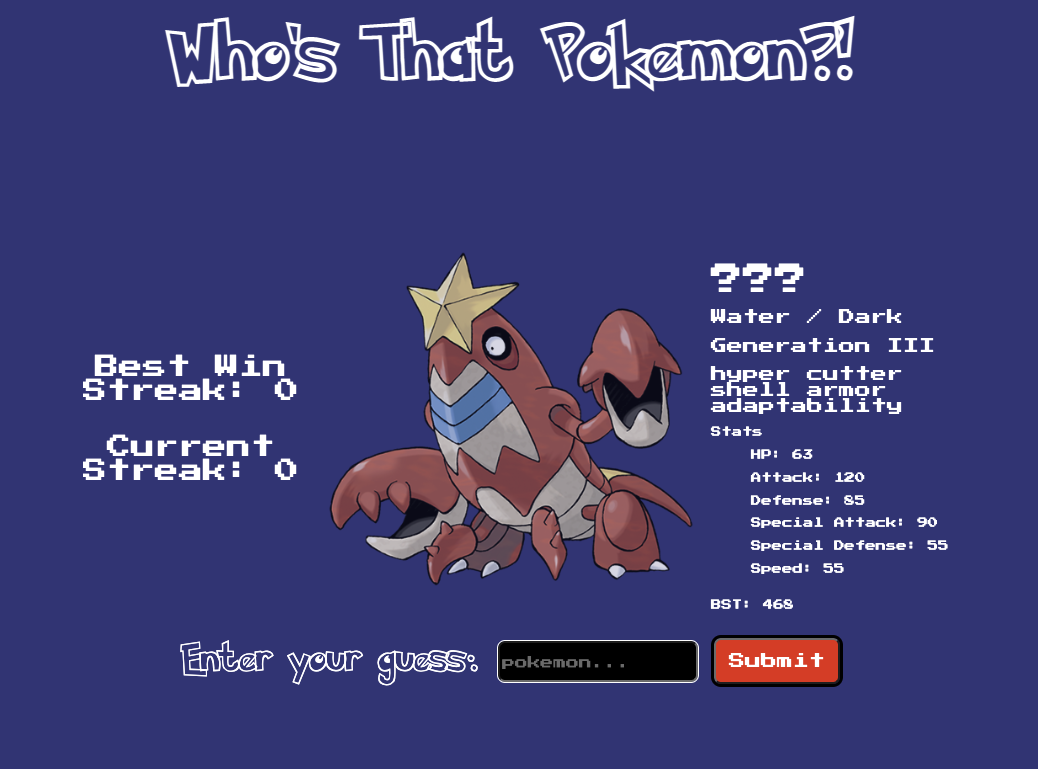 Who's That Pokemon?!
Best Win
Streak: 0
Current
Streak: 0
???
Water / Dark
Generation III
hyper cutter
shell armor
adaptability
Stats
HP: 63
Attack: 120
Defense: 85
Special Attack: 90
Special Defense: 55
Speed: 55
BST: 468
Enter your guess: pokemon... Submit